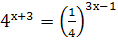 4^{x+3} = (1/4)^{3x-1}